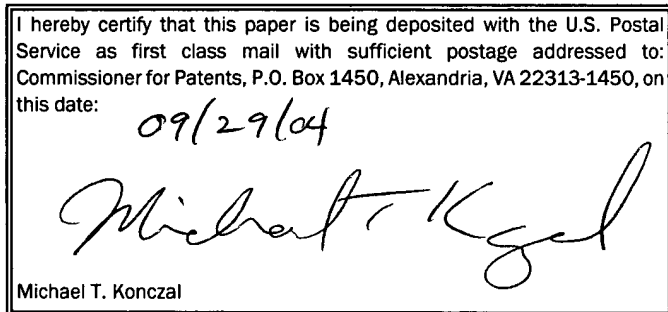 I hereby certify that this paper is being deposited with the U.S. Postal
Service as first class mail with sufficient postage addressed to:
Commissioner for Patents, P.O. Box 1450, Alexandria, VA 22313-1450, on
this date:
09/29/04
Michael T. Konczal